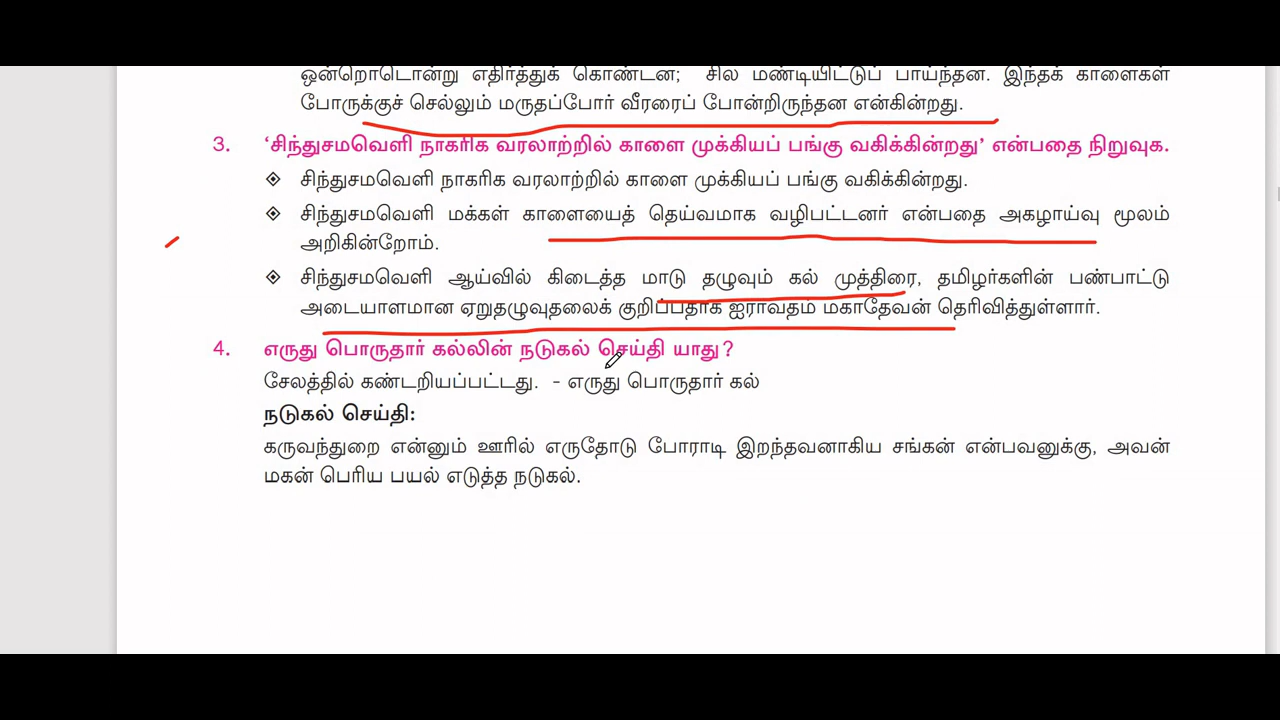 ஒன்றொடொன்று எதிர்த்துக் கொண்டன; சில மண்டியிட்டுப் பாய்ந்தன. இந்தக் காளைகள்
போருக்குச் செல்லும் மருதப்போர் வீரரைப் போன்றிருந்தன என்கின்றது.
3. ‘சிந்துசமவெளி நாகரிக வரலாற்றில் காளை முக்கியப் பங்கு வகிக்கின்றது’ என்பதை நிறுவுக.
❖ சிந்துசமவெளி நாகரிக வரலாற்றில் காளை முக்கியப் பங்கு வகிக்கின்றது.
❖ சிந்துசமவெளி மக்கள் காளையைத் தெய்வமாக வழிபட்டனர் என்பதை அகழாய்வு மூலம்
அறிகின்றோம்.
❖ சிந்துசமவெளி ஆய்வில் கிடைத்த மாடு தழுவும் கல் முத்திரை, தமிழர்களின் பண்பாட்டு
அடையாளமான ஏறுதழுவுதலைக் குறிப்பதாக ஐராவதம் மகாதேவன் தெரிவித்துள்ளார்.
4. எருது பொருதார் கல்லின் நடுகல் செய்தி யாது?
சேலத்தில் கண்டறியப்பட்டது. - எருது பொருதார் கல்
நடுகல் செய்தி:
கருவந்துறை என்னும் ஊரில் எருதோடு போராடி இறந்தவனாகிய சங்கன் என்பவனுக்கு, அவன்
மகன் பெரிய பயல் எடுத்த நடுகல்.